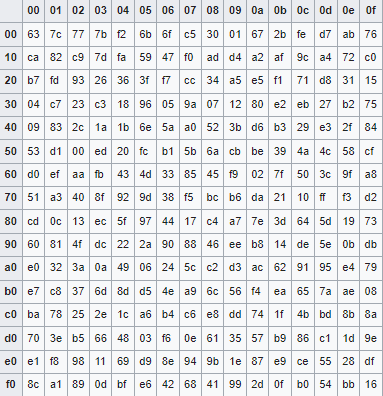 00 01 02 03 04 05 06 07 08 09 0a 0b 0c 0d 0e 0f
00 63 7c 77 7b f2 6b 6f c5 30 01 67 2b fe d7 ab 76
10 ca 82 c9 7d fa 59 47 f0 ad d4 a2 af 9c a4 72 c0
20 b7 fd 93 26 36 3f f7 cc 34 a5 e5 f1 71 d8 31 15
30 04 c7 23 c3 18 96 05 9a 07 12 80 e2 eb 27 b2 75
40 09 83 2c 1a 1b 6e 5a a0 52 3b d6 b3 29 e3 2f 84
50 53 d1 00 ed 20 fc b1 5b 6a cb be 39 4a 4c 58 cf
60 d0 ef aa fb 43 4d 33 85 45 f9 02 7f 50 3c 9f a8
70 51 a3 40 8f 92 9d 38 f5 bc b6 da 21 10 ff f3 d2
80 cd 0c 13 ec 5f 97 44 17 c4 a7 7e 3d 64 5d 19 73
90 60 81 4f dc 22 2a 90 88 46 ee b8 14 de 5e 0b db
a0 e0 32 3a 0a 49 06 24 5c c2 d3 ac 62 91 95 e4 79
b0 e7 c8 37 6d 8d d5 4e a9 6c 56 f4 ea 65 7a ae 08
c0 ba 78 25 2e 1c a6 b4 c6 e8 dd 74 1f 4b bd 8b 8a
d0 70 3e b5 66 48 03 f6 0e 61 35 57 b9 86 c1 1d 9e
e0 e1 f8 98 11 69 d9 8e 94 9b 1e 87 e9 ce 55 28 df
f0 8c a1 89 0d bf e6 42 68 41 99 2d 0f b0 54 bb 16